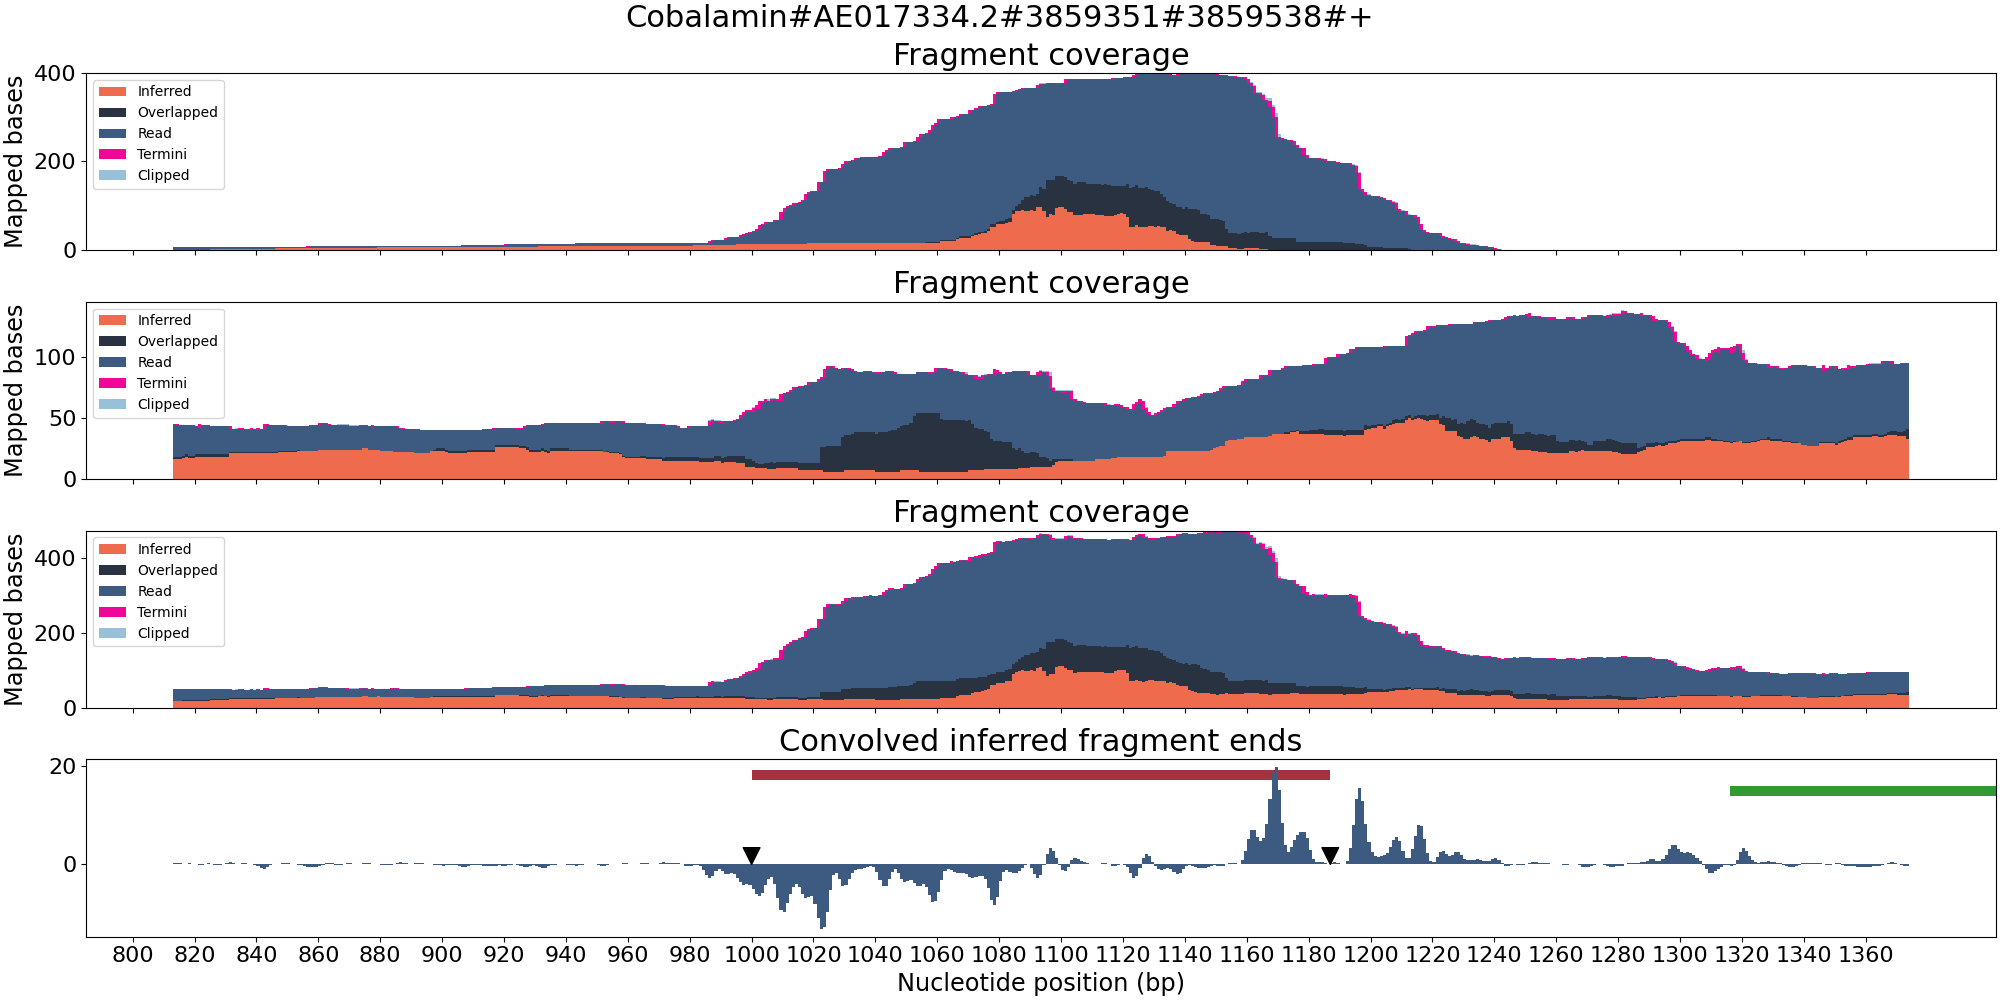 Cobalamin#AE017334.2#3859351#3859538#+
Fragment coverage
Mapped bases
400
200
0
Inferred
Overlapped
Read
Termini
Clipped
Fragment coverage
Mapped bases
100
50
0
Inferred
Overlapped
Read
Termini
Clipped
Fragment coverage
Mapped bases
400
200
0
Inferred
Overlapped
Read
Termini
Clipped
Convolved inferred fragment ends
20
0
800 820 840 860 880 900 920 940 960 980 1000 1020 1040 1060 1080 1100 1120 1140 1160 1180 1200 1220 1240 1260 1280 1300 1320 1340 1360
Nucleotide position (bp)